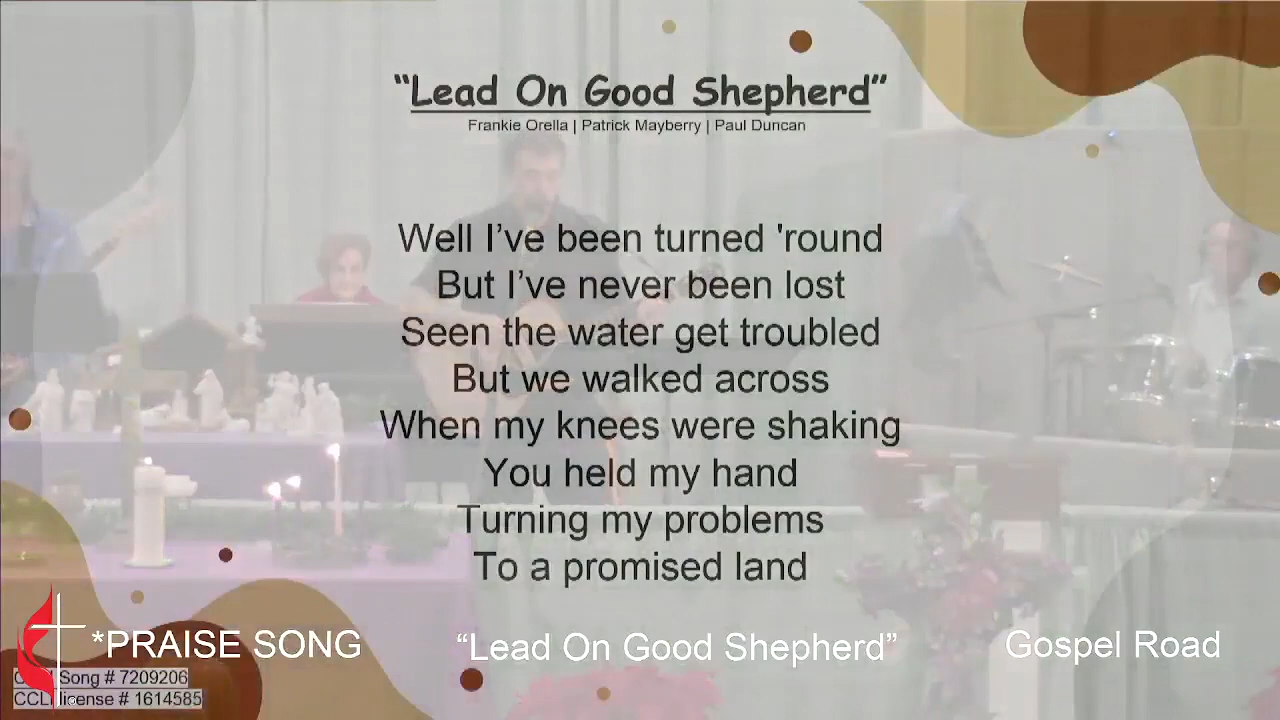 “Lead On Good Shepherd”
Frankie Orella | Patrick Mayberry | Paul Duncan
Well I’ve been turned 'round
But I’ve never been lost
Seen the water get troubled
But we walked across
When my knees were shaking
You held my hand
Turning my problems
To a promised land
*PRAISE SONG “Lead On Good Shepherd” Gospel Road
Song # 7209206
License # 1614585